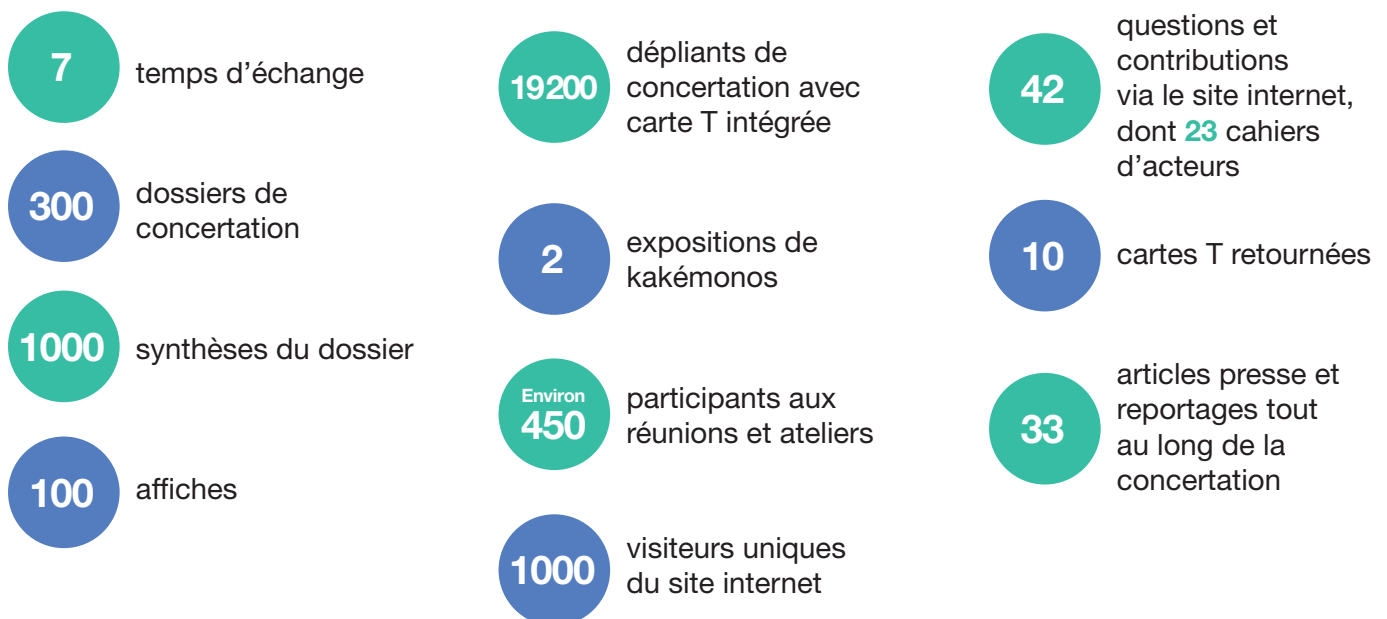 7
temps d'échange
300
dossiers de
concertation
1000
synthèses du dossier
100
affiches
19200
dépliants de
concertation avec
carte T intégrée
2
expositions de
kakémonos
Environ
450
participants aux
réunions et ateliers
1000
visiteurs uniques
du site internet
42
questions et
contributions
via le site internet,
dont 23 cahiers
d'acteurs
10
cartes T retournées
33
articles presse et
reportages tout
au long de la
concertation